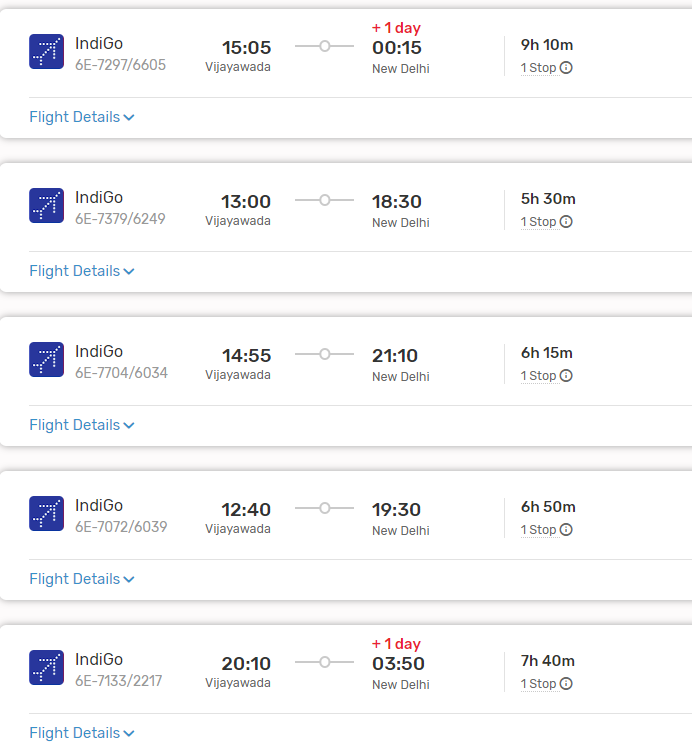 + 1 day
IndiGo 15:05 00:15 9h 10m
6E-7297/6605 Vijayawada New Delhi 1 Stop
Flight Details
IndiGo 13:00 18:30 5h 30m
6E-7379/6249 Vijayawada New Delhi 1 Stop
Flight Details
IndiGo 14:55 21:10 6h 15m
6E-7704/6034 Vijayawada New Delhi 1 Stop
Flight Details
IndiGo 12:40 19:30 6h 50m
6E-7072/6039 Vijayawada New Delhi 1 Stop
Flight Details
+ 1 day
IndiGo 20:10 03:50 7h 40m
6E-7133/2217 Vijayawada New Delhi 1 Stop
Flight Details